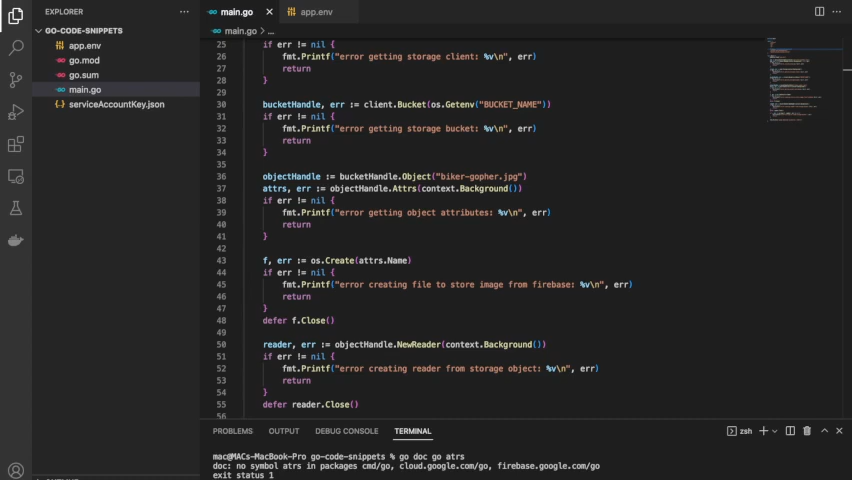 EXPLORER
main.go
app.env
GO-CODE-SNIPPETS
app.env
go.mod
go.sum
main.go
serviceAccountKey.json
main.go > ...
25 if err != nil {
26 fmt.Printf("error getting storage client: %v\n", err)
27 return
28 }
29
30 bucketHandle, err := client.Bucket(os.Getenv("BUCKET_NAME"))
31 if err != nil {
32 fmt.Printf("error getting storage bucket: %v\n", err)
33 return
34 }
35
36 objectHandle := bucketHandle.Object("biker-gopher.jpg")
37 attrs, err := objectHandle.Attrs(context.Background())
38 if err != nil {
39 fmt.Printf("error getting object attributes: %v\n", err)
40 return
41 }
42
43 f, err := os.Create(attrs.Name)
44 if err != nil {
45 fmt.Printf("error creating file to store image from firebase: %v\n", err)
46 return
47 }
48 defer f.Close()
49
50 reader, err := objectHandle.NewReader(context.Background())
51 if err != nil {
52 fmt.Printf("error creating reader from storage object: %v\n", err)
53 return
54 }
55 defer reader.Close()
56
PROBLEMS OUTPUT DEBUG CONSOLE TERMINAL zsh
mac@MACs-MacBook-Pro go-code-snippets % go doc go atrs
doc: no symbol atrs in packages cmd/go, cloud.google.com/go, firebase.google.com/go
exit status 1